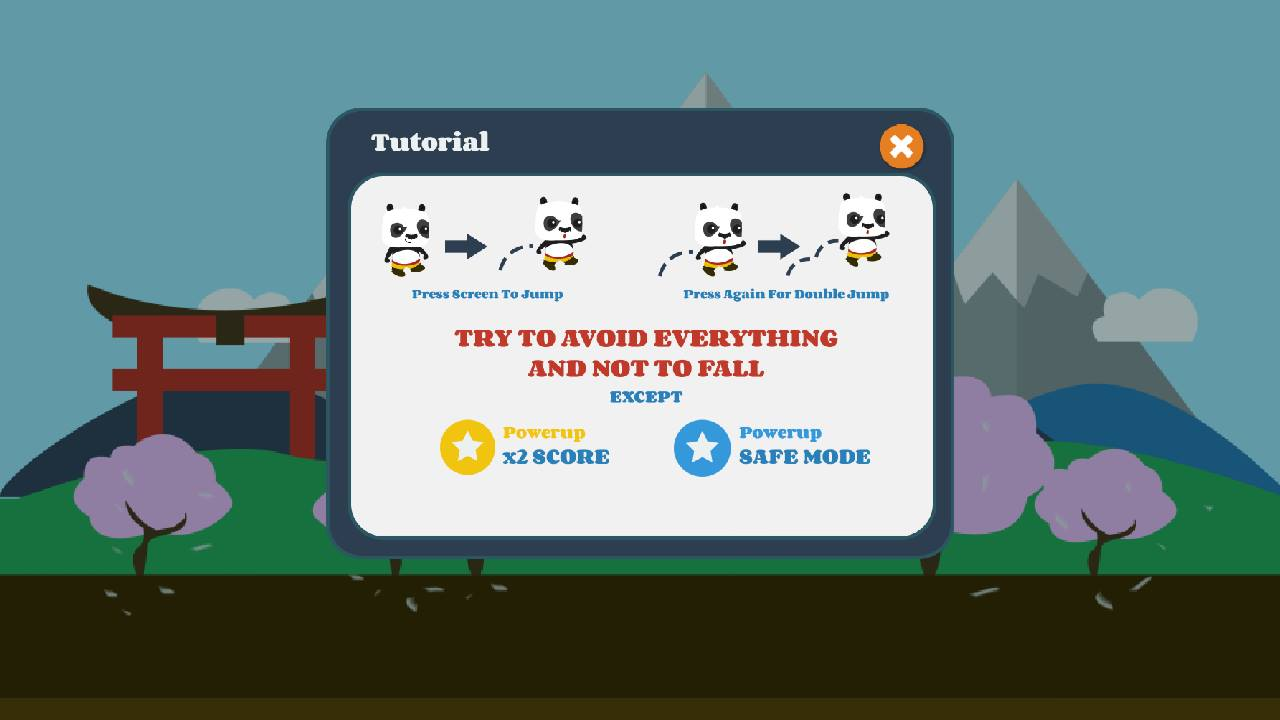 Tutorial
Press Screen To Jump
Press Again For Double Jump
TRY TO AVOID EVERYTHING
AND NOT TO FALL
EXCEPT
Powerup
x2 SCORE
Powerup
SAFE MODE